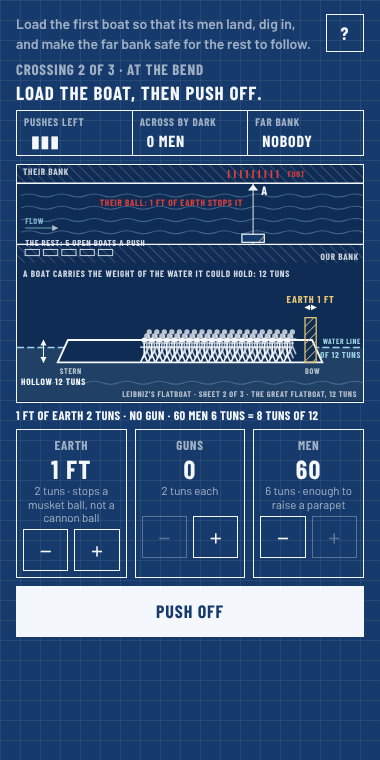 Load the first boat so that its men land, dig in,
and make the far bank safe for the rest to follow.
?
CROSSING 2 OF 3 · AT THE BEND
LOAD THE BOAT, THEN PUSH OFF.
PUSHES LEFT
ACROSS BY DARK
0 MEN
FAR BANK
NOBODY
THEIR BANK
FOOT
A
THEIR BALL: 1 FT OF EARTH STOPS IT
FLOW
THE REST: 5 OPEN BOATS A PUSH
OUR BANK
A BOAT CARRIES THE WEIGHT OF THE WATER IT COULD HOLD: 12 TUNS
EARTH 1 FT
WATER LINE
OF 12 TUNS
STERN
BOW
HOLLOW 12 TUNS
LEIBNIZ'S FLATBOAT · SHEET 2 OF 3 · THE GREAT FLATBOAT, 12 TUNS
1 FT OF EARTH 2 TUNS · NO GUN · 60 MEN 6 TUNS = 8 TUNS OF 12
EARTH
1 FT
2 tuns · stops a
musket ball, not a
cannon ball
− +
GUNS
0
2 tuns each
− +
MEN
60
6 tuns · enough to
raise a parapet
− +
PUSH OFF